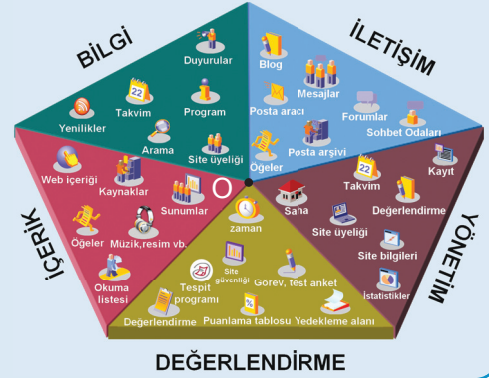 BİLGİ
Duyurular
Takvim
Program
Yenilikler
Arama
Site üyeliği
İLETİŞİM
Blog
Mesajlar
Posta aracı
Forumlar
Sohbet Odaları
Öğeler
Posta arşivi
İÇERİK
Web içeriği
Kaynaklar
Sunumlar
Öğeler
Müzik,resim vb.
Okuma
listesi
O
YÖNETİM
Kayıt
Takvim
Saha
Değerlendirme
Site üyeliği
Site bilgileri
İstatistikler
zaman
Site
güvenliği
Tespit
programı
Görev, test anket
Değerlendirme
Puanlama tablosu
Yedekleme alanı
DEĞERLENDİRME
22
22